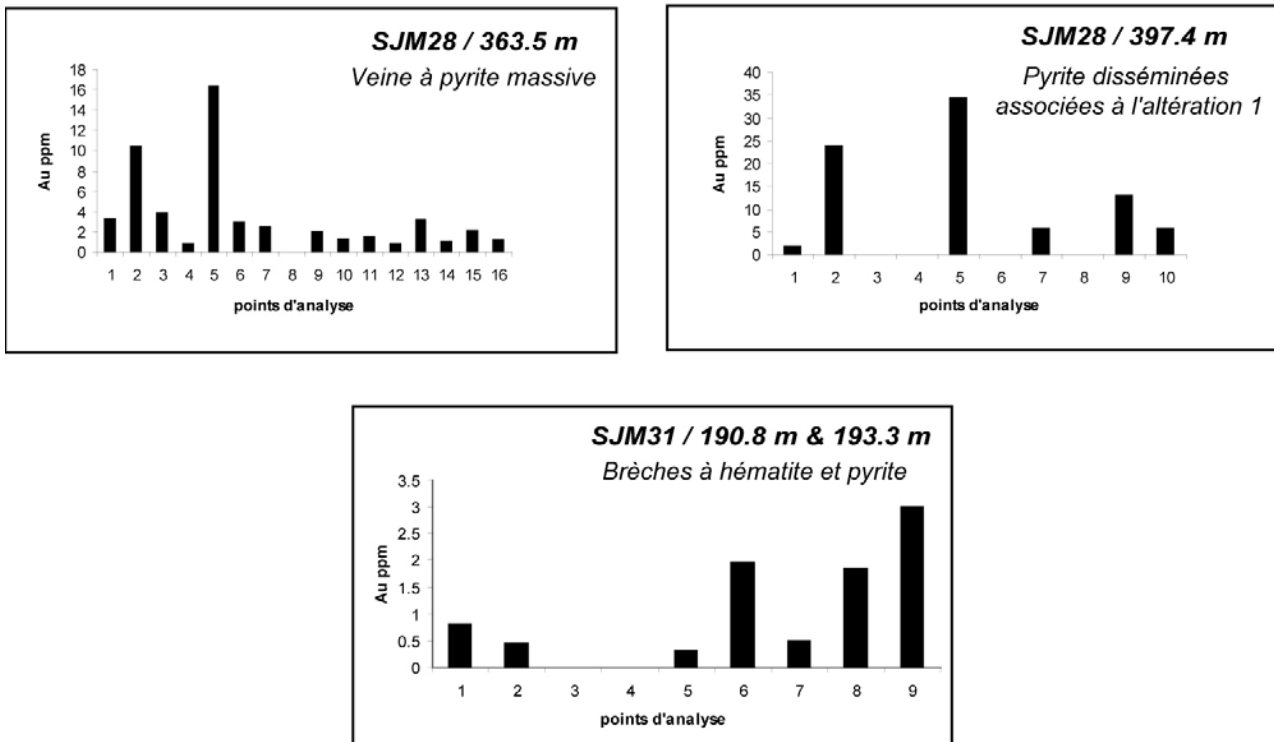 SJM28 / 363.5 m
Veine à pyrite massive
18
16
14
12
10
8
6
4
2
0
Au ppm
1 2 3 4 5 6 7 8 9 10 11 12 13 14 15 16
points d'analyse
SJM28 / 397.4 m
Pyrite disséminées
associées à l'altération 1
40
35
30
25
20
15
10
5
0
Au ppm
1 2 3 4 5 6 7 8 9 10
points d'analyse
SJM31 / 190.8 m & 193.3 m
Brèches à hématite et pyrite
3.5
3
2.5
2
1.5
1
0.5
0
Au ppm
1 2 3 4 5 6 7 8 9
points d'analyse